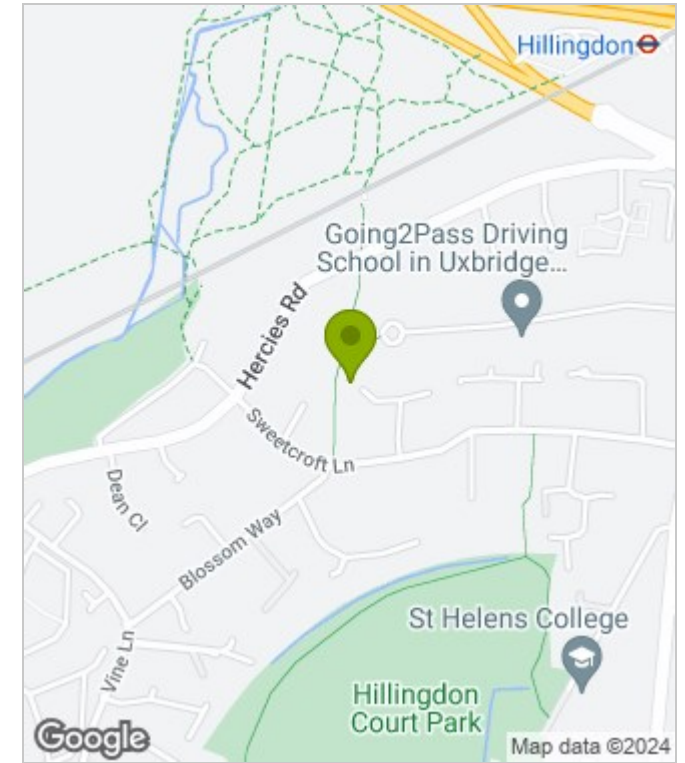 Hillingdon
Going2Pass Driving
School in Uxbridge...
Hercies Rd
Sweetcroft Ln
Dean Cl
Blossom Way
St Helens College
Vine Ln
Hillingdon
Court Park
Google
Map data ©2024